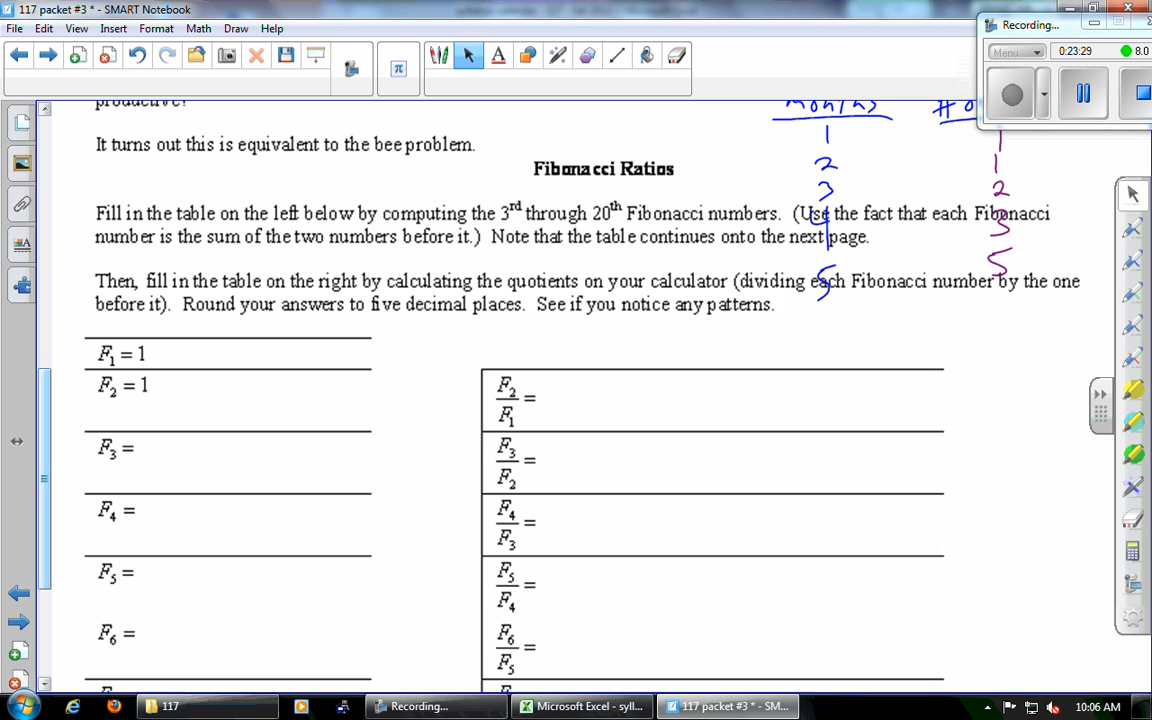 117 packet #3 * - SMART Notebook
Recording...
File Edit View Insert Format Math Draw Help
Menu...
0:23:29
8.0
π
A
productive?
months
# o
It turns out this is equivalent to the bee problem.
1
1
Fibonacci Ratios
2
1
3
2
Fill in the table on the left below by computing the 3rd through 20th Fibonacci numbers. (Use the fact that each Fibonacci
4
3
number is the sum of the two numbers before it.) Note that the table continues onto the next page.
5
5
Then, fill in the table on the right by calculating the quotients on your calculator (dividing each Fibonacci number by the one
before it). Round your answers to five decimal places. See if you notice any patterns.
F1 = 1
F2 = 1
F2/F1 =
F3 =
F3/F2 =
F4 =
F4/F3 =
F5 =
F5/F4 =
F6 =
F6/F5 =
117
Recording...
Microsoft Excel - syll...
117 packet #3 * - SM...
10:06 AM